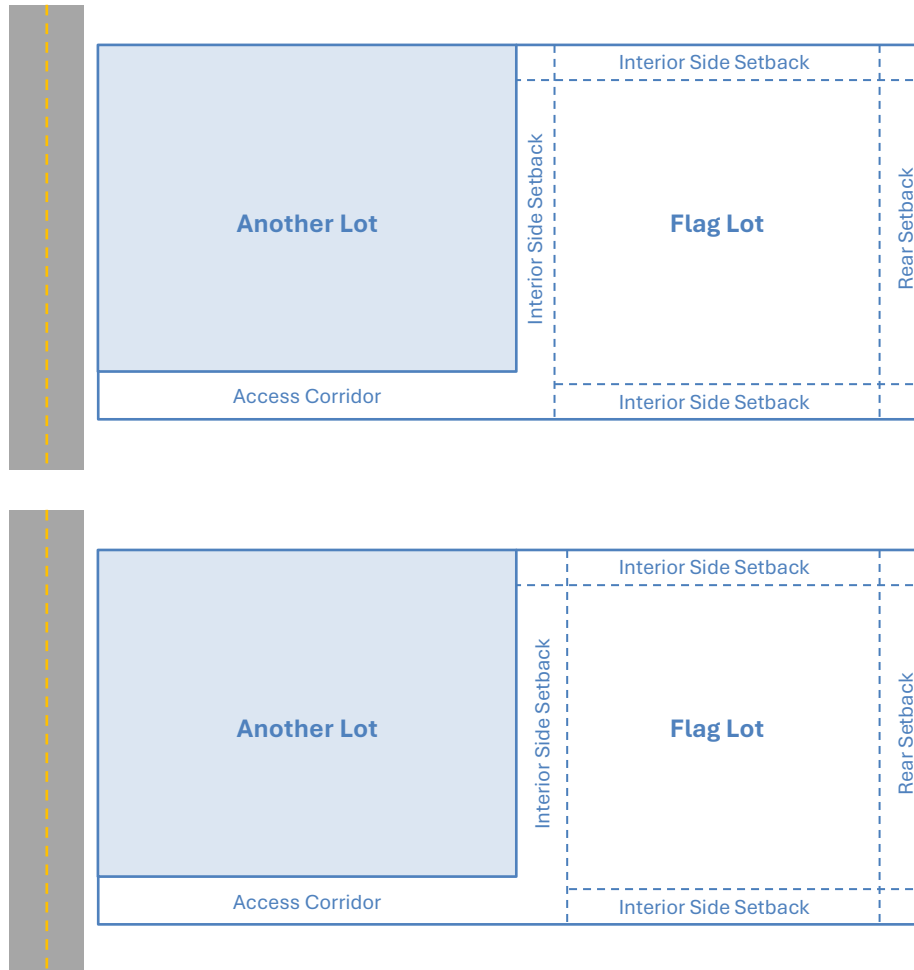 Interior Side Setback
Interior Side Setback
Another Lot
Flag Lot
Rear Setback
Access Corridor
Interior Side Setback
Interior Side Setback
Interior Side Setback
Another Lot
Flag Lot
Rear Setback
Access Corridor
Interior Side Setback